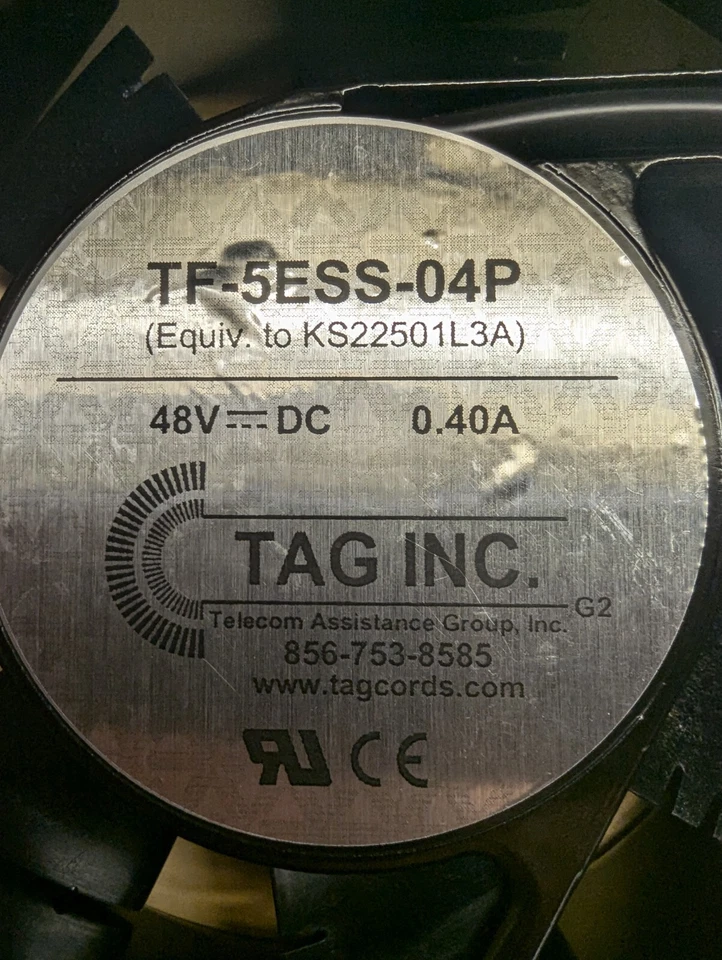 TF-5ESS-04P
(Equiv. to KS22501L3A)
48V⎓DC 0.40A
TAG INC.
G2
Telecom Assistance Group, Inc.
856-753-8585
www.tagcords.com
RU CE